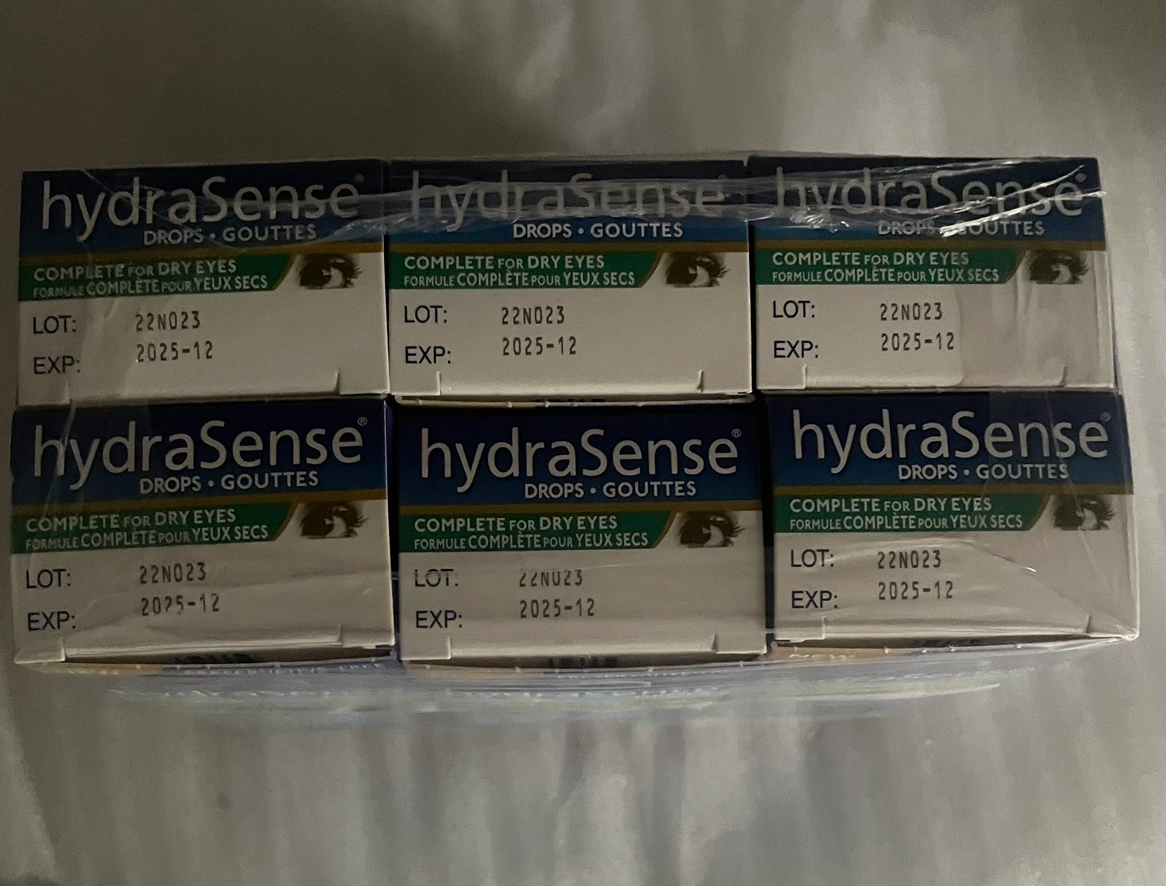 hydraSense®
DROPS • GOUTTES
COMPLETE FOR DRY EYES
FORMULE COMPLÈTE POUR YEUX SECS
LOT: 22N023
EXP: 2025-12
hydraSense®
DROPS • GOUTTES
COMPLETE FOR DRY EYES
FORMULE COMPLÈTE POUR YEUX SECS
LOT: 22N023
EXP: 2025-12
hydraSense®
DROPS • GOUTTES
COMPLETE FOR DRY EYES
FORMULE COMPLÈTE POUR YEUX SECS
LOT: 22N023
EXP: 2025-12
hydraSense®
DROPS • GOUTTES
COMPLETE FOR DRY EYES
FORMULE COMPLÈTE POUR YEUX SECS
LOT: 22N023
EXP: 2025-12
hydraSense®
DROPS • GOUTTES
COMPLETE FOR DRY EYES
FORMULE COMPLÈTE POUR YEUX SECS
LOT: 22N023
EXP: 2025-12
hydraSense®
DROPS • GOUTTES
COMPLETE FOR DRY EYES
FORMULE COMPLÈTE POUR YEUX SECS
LOT: 22N023
EXP: 2025-12